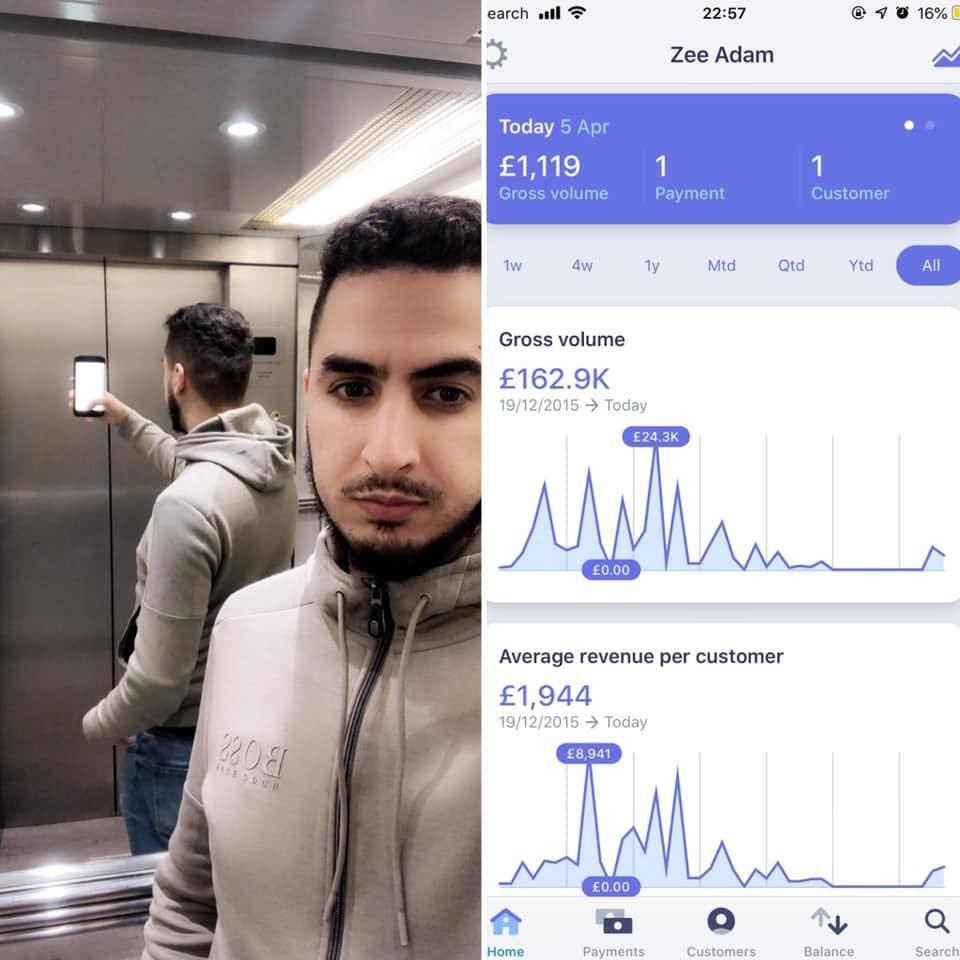 BOSS
HUGO BOSS
earch 22:57 16%
Zee Adam
Today 5 Apr
£1,119 1 1
Gross volume Payment Customer
1w 4w 1y Mtd Qtd Ytd All
Gross volume
£162.9K
19/12/2015 → Today
£24.3K
£0.00
Average revenue per customer
£1,944
19/12/2015 → Today
£8,941
£0.00
Home Payments Customers Balance Search